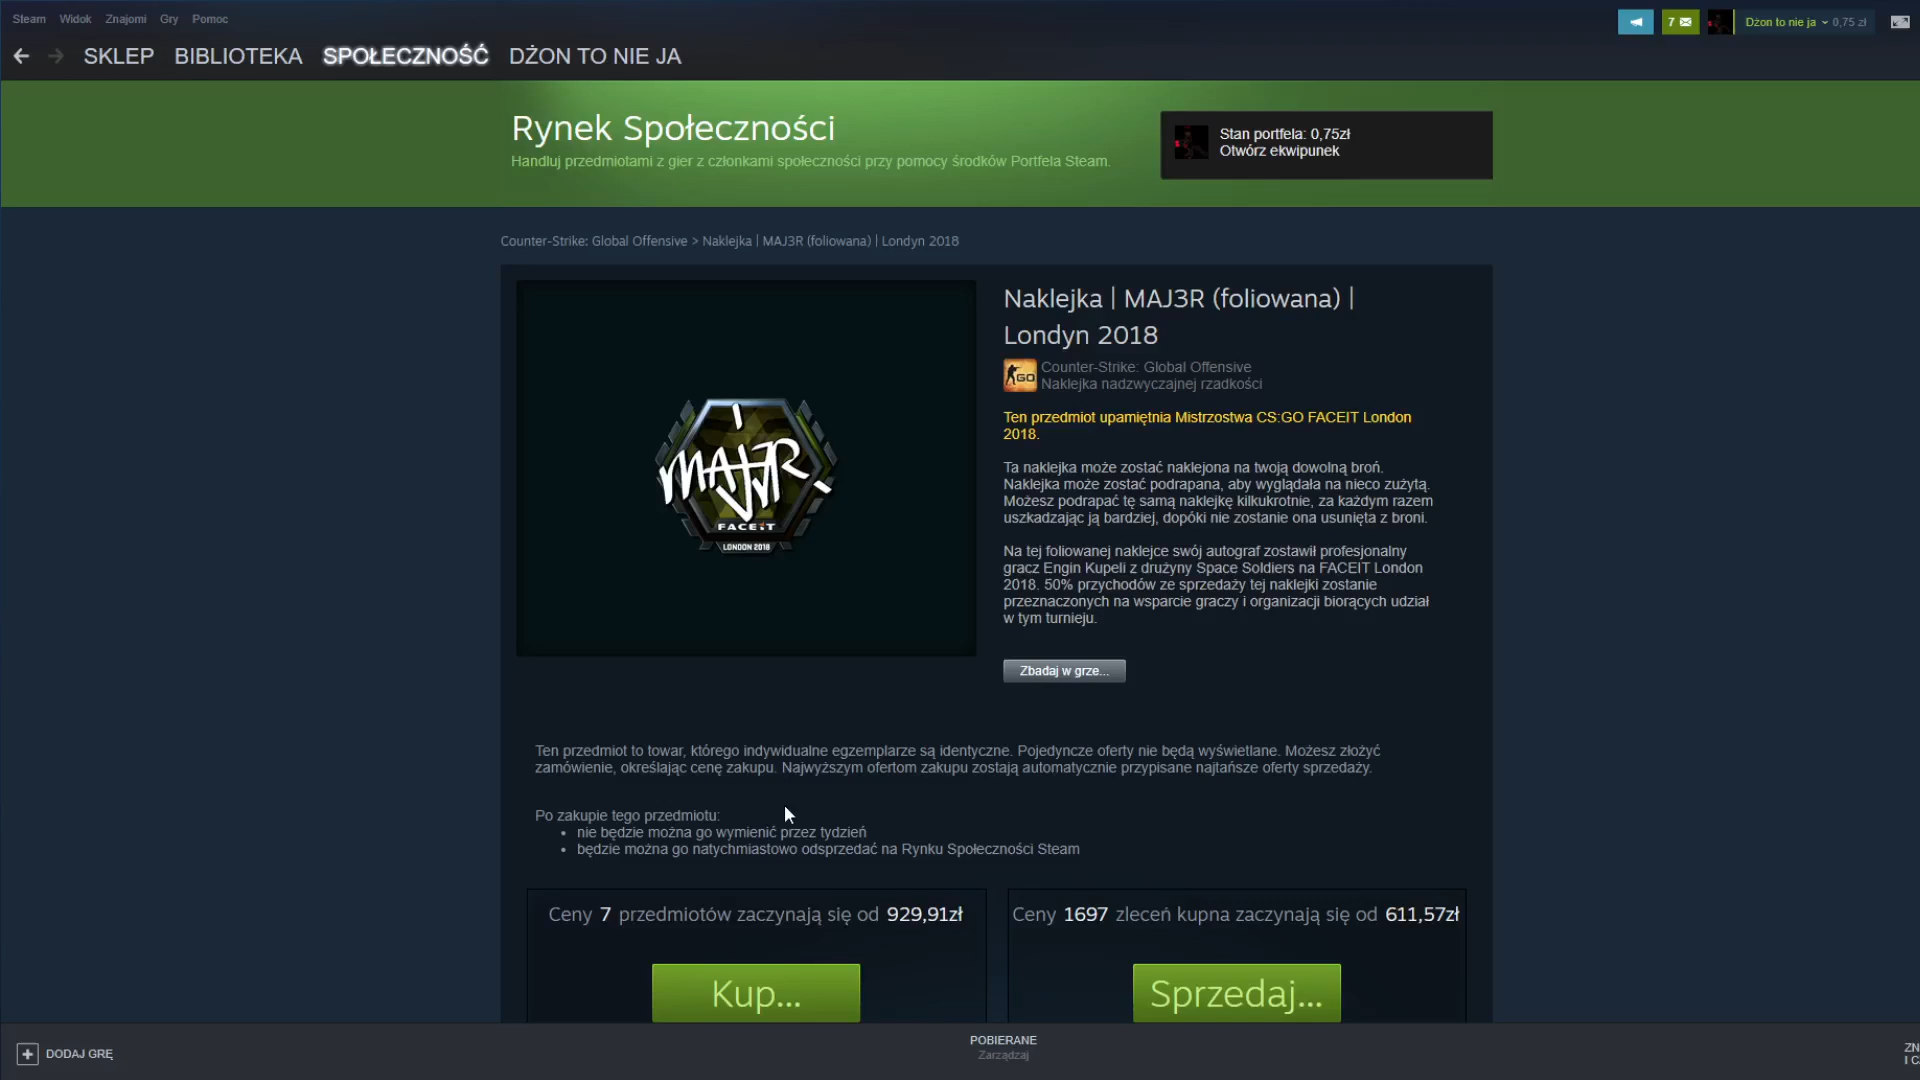 Steam Widok Znajomi Gry Pomoc
7 Dżon to nie ja 0,75 zł
SKLEP BIBLIOTEKA SPOŁECZNOŚĆ DŻON TO NIE JA
Rynek Społeczności
Handluj przedmiotami z gier z członkami społeczności przy pomocy środków Portfela Steam.
Stan portfela: 0,75zł
Otwórz ekwipunek
Counter-Strike: Global Offensive > Naklejka | MAJ3R (foliowana) | Londyn 2018
MAJ3R
FACEIT
LONDON 2018
Naklejka | MAJ3R (foliowana) |
Londyn 2018
GO
Counter-Strike: Global Offensive
Naklejka nadzwyczajnej rzadkości
Ten przedmiot upamiętnia Mistrzostwa CS:GO FACEIT London
2018.
Ta naklejka może zostać naklejona na twoją dowolną broń.
Naklejka może zostać podrapana, aby wyglądała na nieco zużytą.
Możesz podrapać tę samą naklejkę kilkukrotnie, za każdym razem
uszkadzając ją bardziej, dopóki nie zostanie ona usunięta z broni.
Na tej foliowanej naklejce swój autograf zostawił profesjonalny
gracz Engin Kupeli z drużyny Space Soldiers na FACEIT London
2018. 50% przychodów ze sprzedaży tej naklejki zostanie
przeznaczonych na wsparcie graczy i organizacji biorących udział
w tym turnieju.
Zbadaj w grze...
Ten przedmiot to towar, którego indywidualne egzemplarze są identyczne. Pojedyncze oferty nie będą wyświetlane. Możesz złożyć
zamówienie, określając cenę zakupu. Najwyższym ofertom zakupu zostają automatycznie przypisane najtańsze oferty sprzedaży.
Po zakupie tego przedmiotu:
• nie będzie można go wymienić przez tydzień
• będzie można go natychmiastowo odsprzedać na Rynku Społeczności Steam
Ceny 7 przedmiotów zaczynają się od 929,91zł
Kup...
Ceny 1697 zleceń kupna zaczynają się od 611,57zł
Sprzedaj...
DODAJ GRĘ
POBIERANE
Zarządzaj
ZN
I C